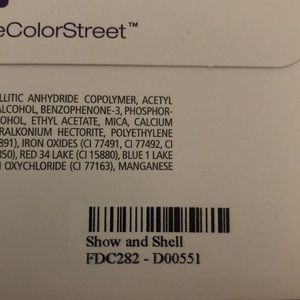 eColorStreet™
LLITIC ANHYDRIDE COPOLYMER, ACETYL
ALCOHOL, BENZOPHENONE-3, PHOSPHOR-
OHOL, ETHYL ACETATE, MICA, CALCIUM
RALKONIUM HECTORITE, POLYETHYLENE
891), IRON OXIDES (CI 77491, CI 77492,
850), RED 34 LAKE (CI 15880), BLUE 1 LAKE
H OXYCHLORIDE (CI 77163), MANGANESE
Show and Shell
FDC282 - D00551